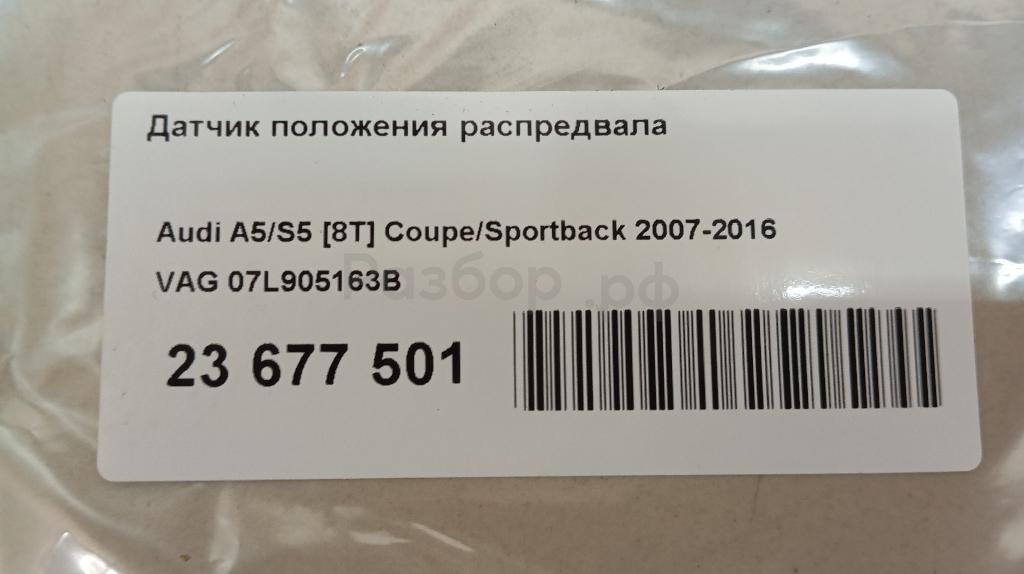 Датчик положения распредвала
Audi A5/S5 [8T] Coupe/Sportback 2007-2016
VAG 07L905163B
Разбор.рф
23 677 501